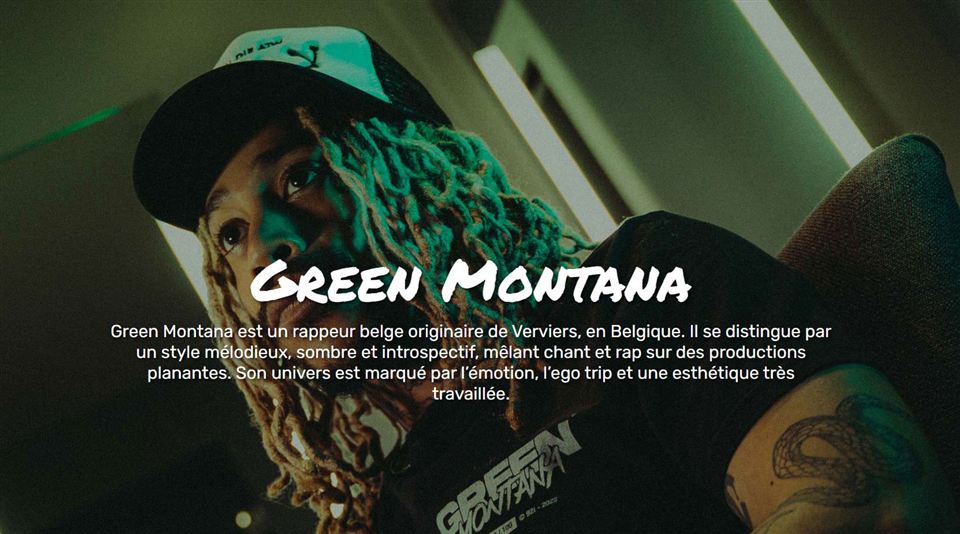 Green Montana
Green Montana est un rappeur belge originaire de Verviers, en Belgique. Il se distingue par
un style mélodieux, sombre et introspectif, mêlant chant et rap sur des productions
planantes. Son univers est marqué par l'émotion, l'ego trip et une esthétique très
travaillée.
GREEN
MONTANA